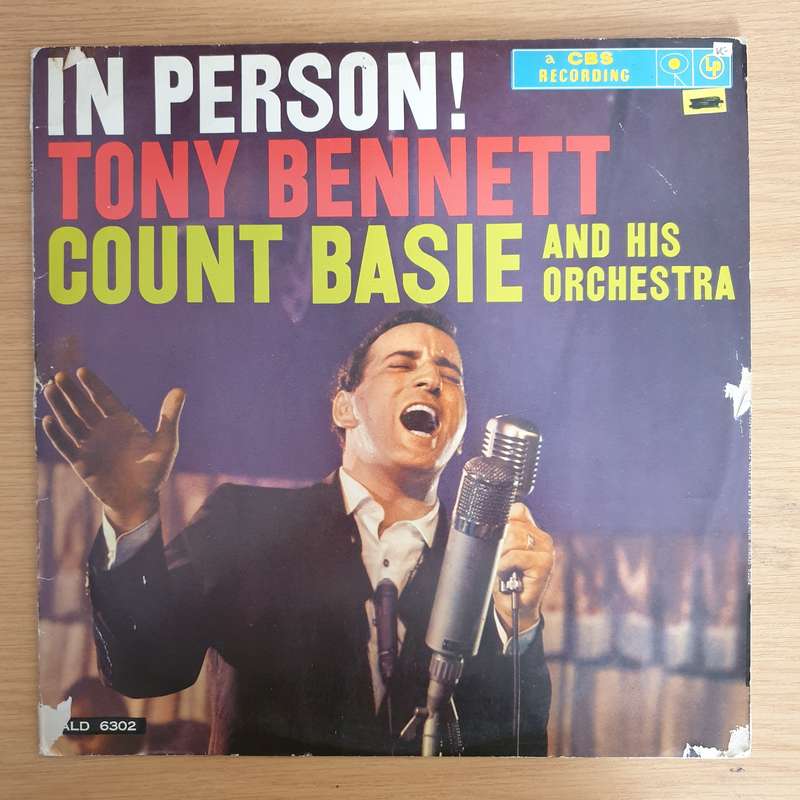 IN PERSON!
a CBS
RECORDING
Lp
TONY BENNETT
COUNT BASIE AND HIS
ORCHESTRA
ALD 6302